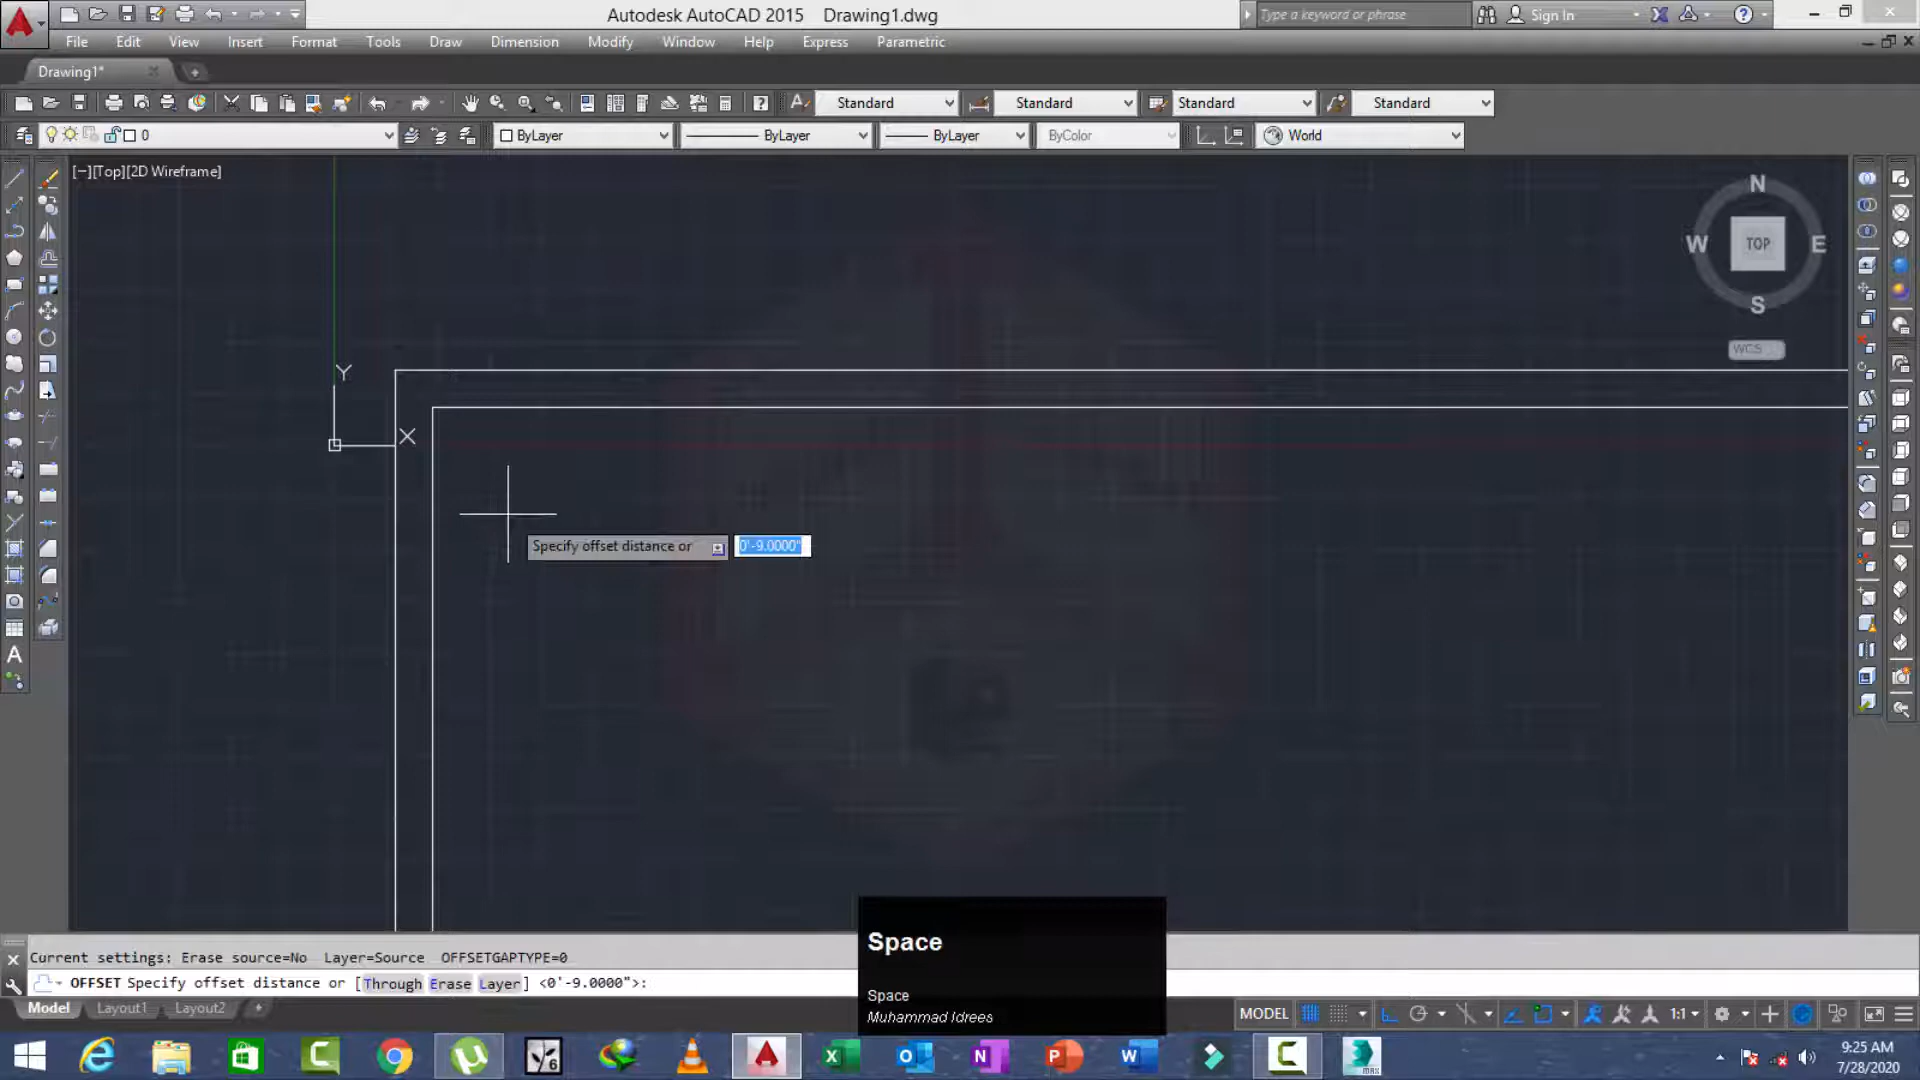 Autodesk AutoCAD 2015 Drawing1.dwg
Type a keyword or phrase
Sign In
File Edit View Insert Format Tools Draw Dimension Modify Window Help Express Parametric
Drawing1*
Standard Standard Standard Standard
0 ByLayer ByLayer ByLayer ByColor World
[−][Top][2D Wireframe]
N
W TOP E
S
WCS
Y
X
Specify offset distance or 0'-9.0000"
A
Space
Space
Muhammad Idrees
Current settings: Erase source=No Layer=Source OFFSETGAPTYPE=0
OFFSET Specify offset distance or [Through Erase Layer] <0'-9.0000">:
Model Layout1 Layout2 +
MODEL 1:1
9:25 AM
7/28/2020